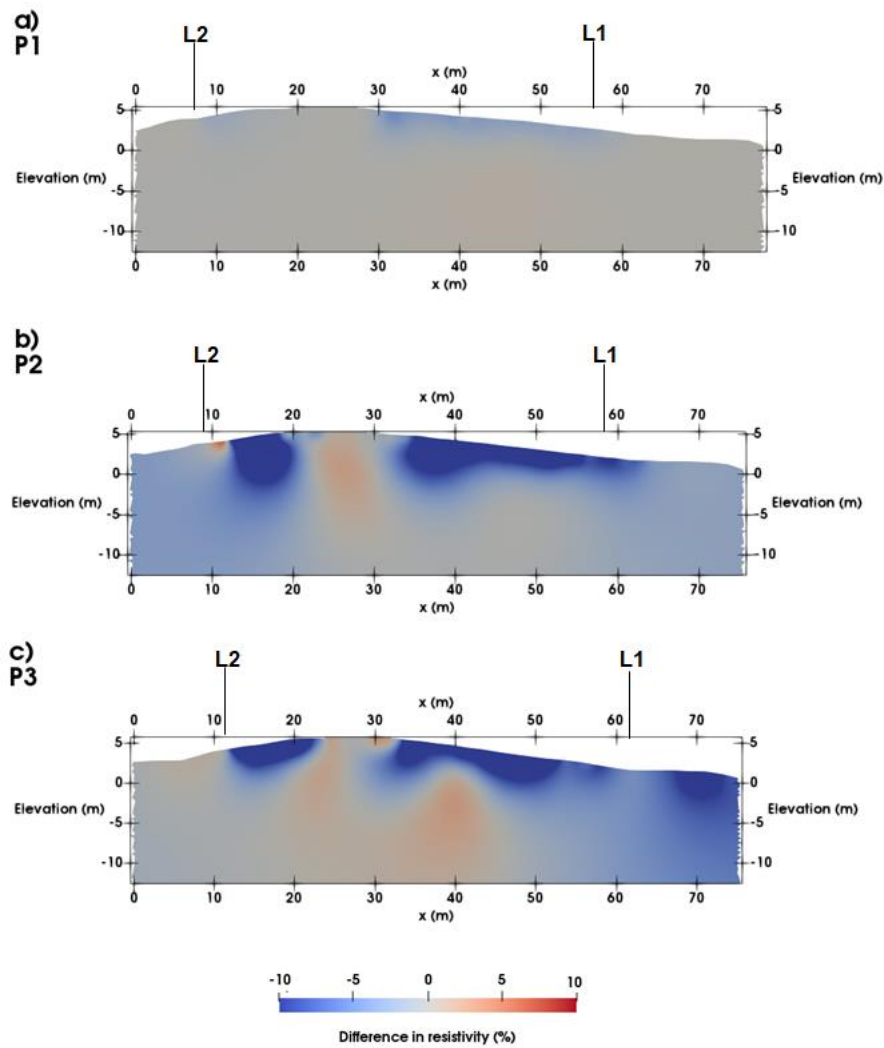 a)
P1
L2 L1
x (m)
0 10 20 30 40 50 60 70
5 5
0 0
Elevation (m) Elevation (m)
-5 -5
-10 -10
0 10 20 30 40 50 60 70
x (m)
b)
P2
L2 L1
x (m)
0 10 20 30 40 50 60 70
5 5
0 0
Elevation (m) Elevation (m)
-5 -5
-10 -10
0 10 20 30 40 50 60 70
x (m)
c)
P3
L2 L1
x (m)
0 10 20 30 40 50 60 70
5 5
0 0
Elevation (m) Elevation (m)
-5 -5
-10 -10
0 10 20 30 40 50 60 70
x (m)
-10 -5 0 5 10
Difference in resistivity (%)